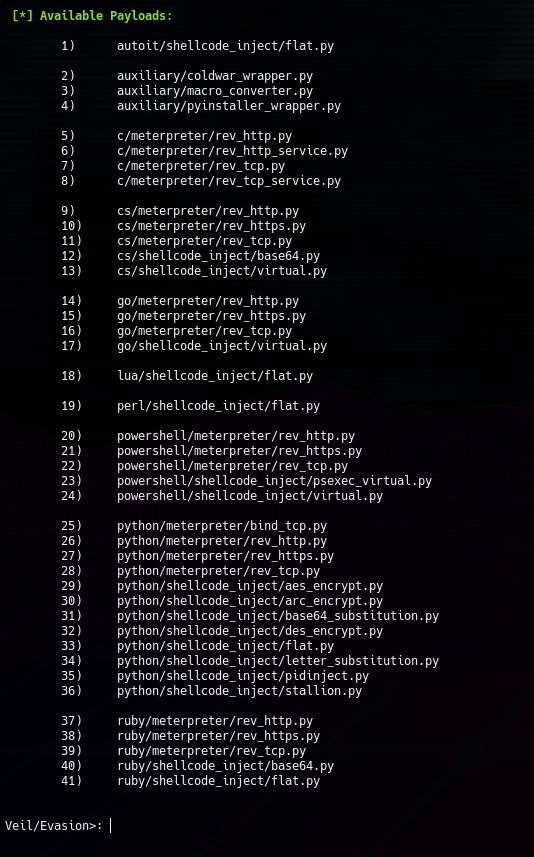 [*] Available Payloads:
1) autoit/shellcode_inject/flat.py
2) auxiliary/coldwar_wrapper.py
3) auxiliary/macro_converter.py
4) auxiliary/pyinstaller_wrapper.py
5) c/meterpreter/rev_http.py
6) c/meterpreter/rev_http_service.py
7) c/meterpreter/rev_tcp.py
8) c/meterpreter/rev_tcp_service.py
9) cs/meterpreter/rev_http.py
10) cs/meterpreter/rev_https.py
11) cs/meterpreter/rev_tcp.py
12) cs/shellcode_inject/base64.py
13) cs/shellcode_inject/virtual.py
14) go/meterpreter/rev_http.py
15) go/meterpreter/rev_https.py
16) go/meterpreter/rev_tcp.py
17) go/shellcode_inject/virtual.py
18) lua/shellcode_inject/flat.py
19) perl/shellcode_inject/flat.py
20) powershell/meterpreter/rev_http.py
21) powershell/meterpreter/rev_https.py
22) powershell/meterpreter/rev_tcp.py
23) powershell/shellcode_inject/psexec_virtual.py
24) powershell/shellcode_inject/virtual.py
25) python/meterpreter/bind_tcp.py
26) python/meterpreter/rev_http.py
27) python/meterpreter/rev_https.py
28) python/meterpreter/rev_tcp.py
29) python/shellcode_inject/aes_encrypt.py
30) python/shellcode_inject/arc_encrypt.py
31) python/shellcode_inject/base64_substitution.py
32) python/shellcode_inject/des_encrypt.py
33) python/shellcode_inject/flat.py
34) python/shellcode_inject/letter_substitution.py
35) python/shellcode_inject/pidinject.py
36) python/shellcode_inject/stallion.py
37) ruby/meterpreter/rev_http.py
38) ruby/meterpreter/rev_https.py
39) ruby/meterpreter/rev_tcp.py
40) ruby/shellcode_inject/base64.py
41) ruby/shellcode_inject/flat.py
Veil/Evasion>: